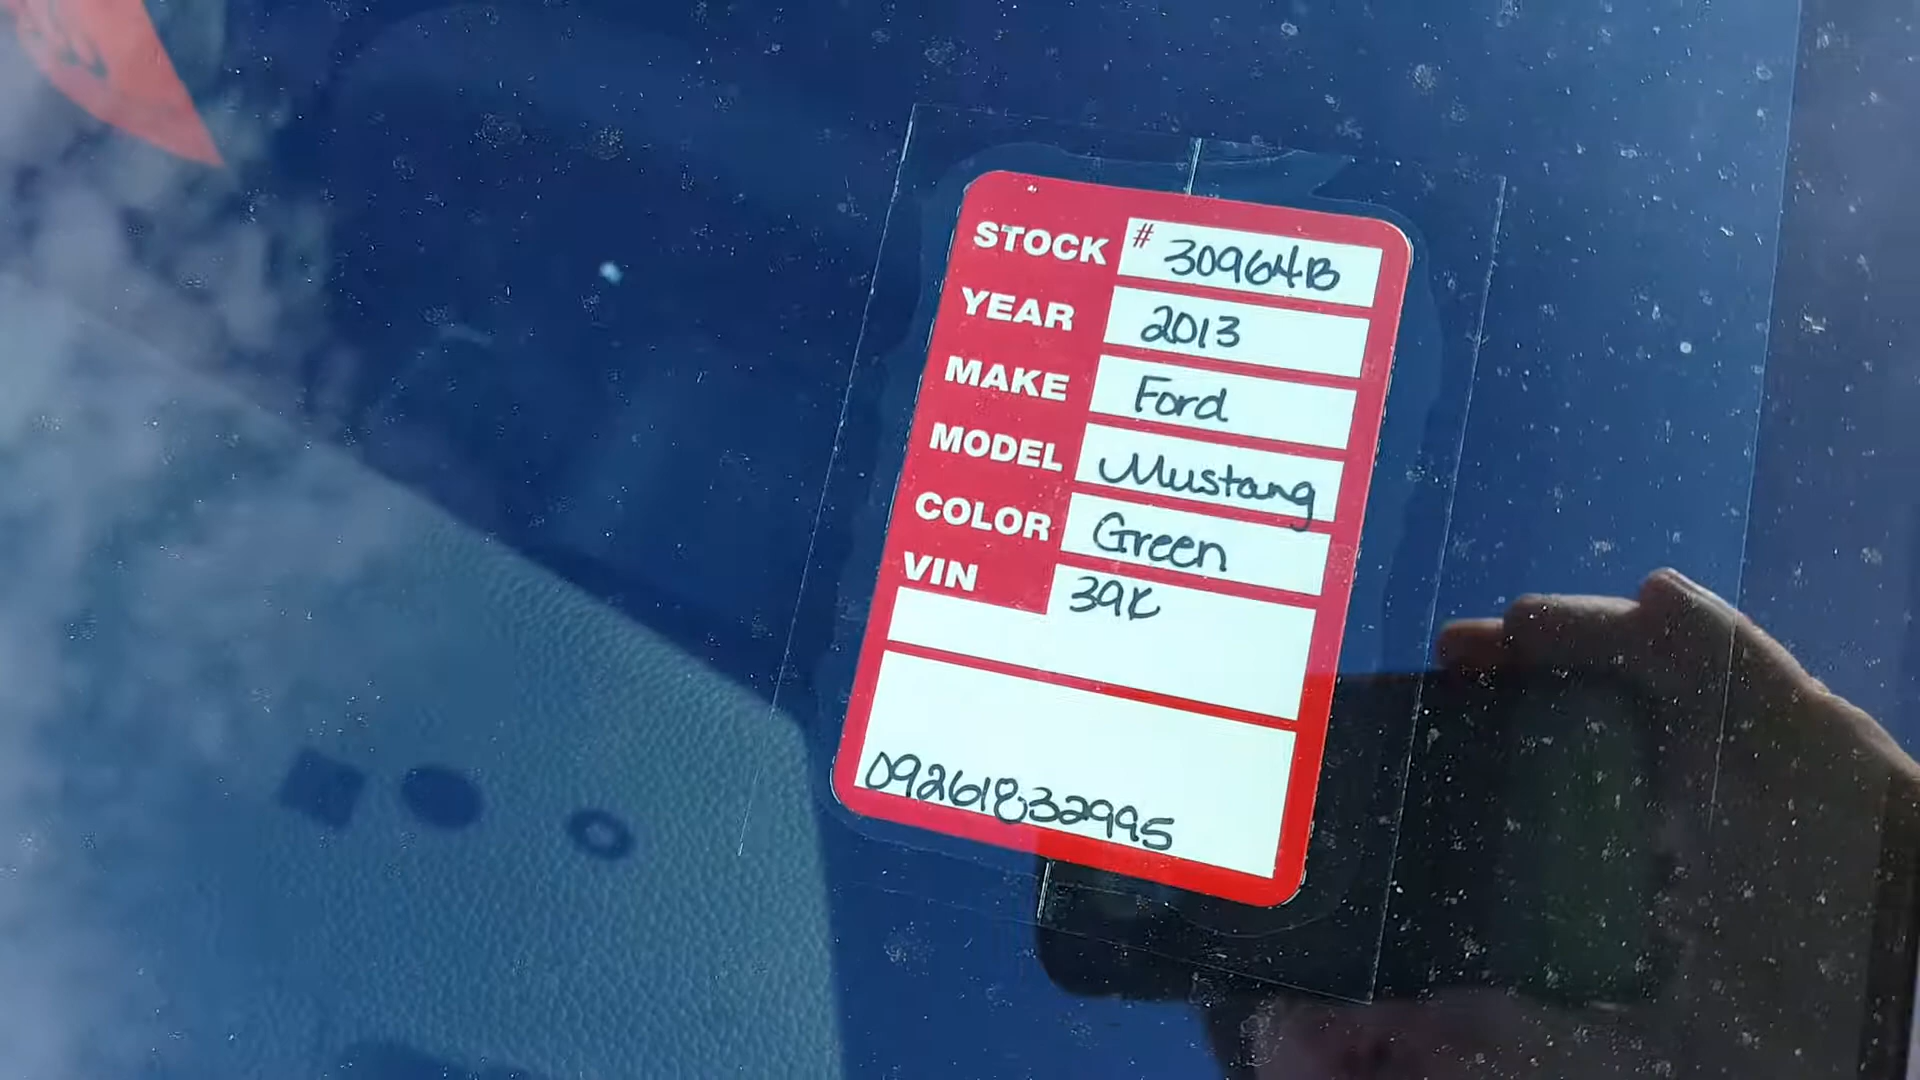 STOCK # 30964B
YEAR 2013
MAKE Ford
MODEL Mustang
COLOR Green
VIN 39K
09261832995